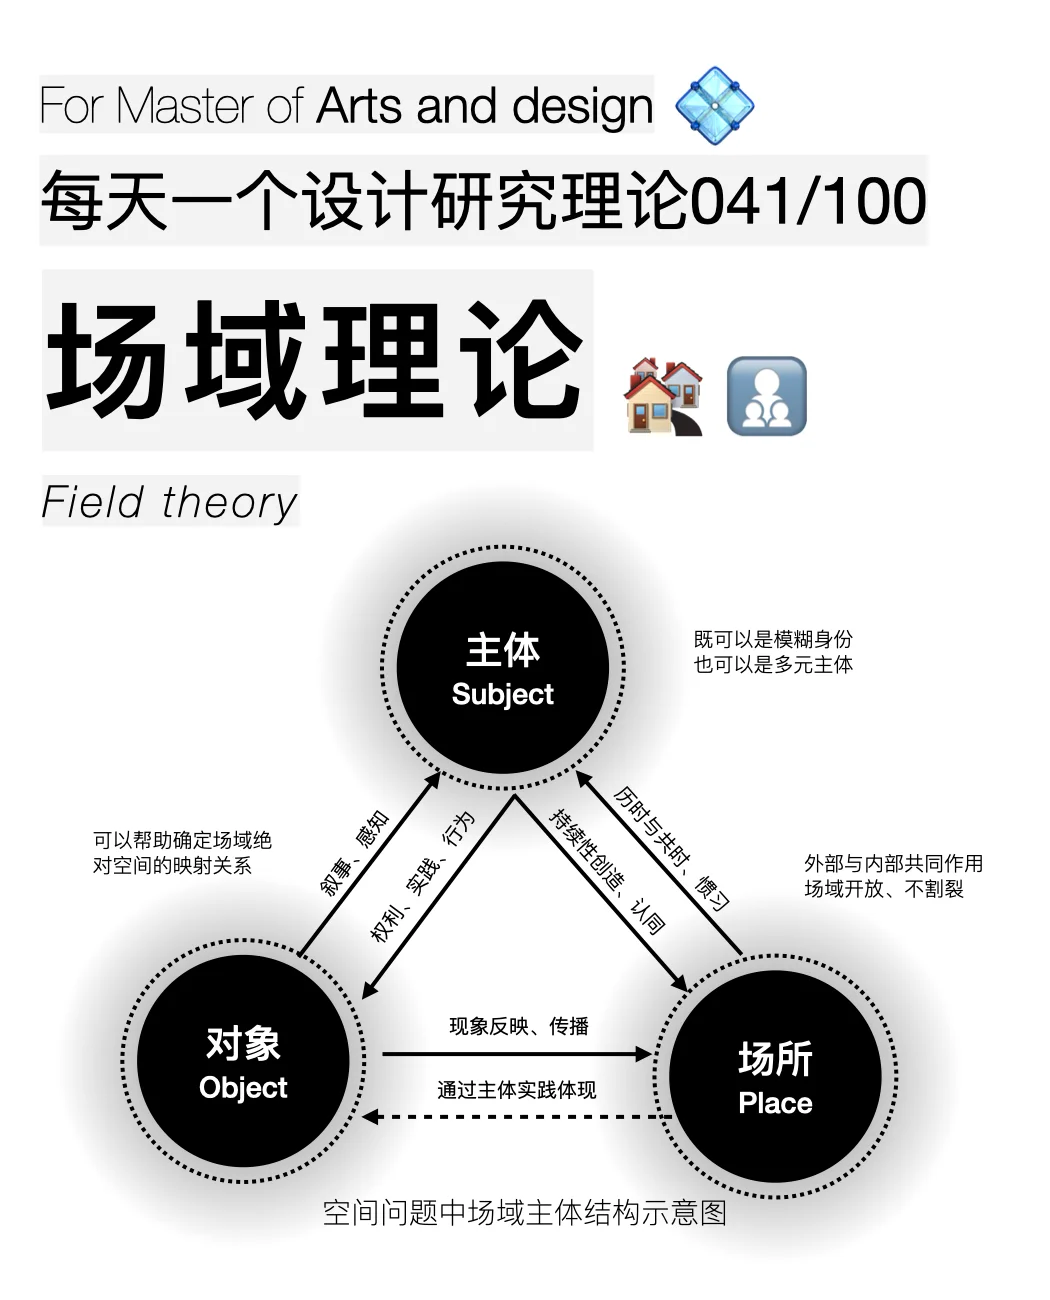 For Master of Arts and design
每天一个设计研究理论041/100
场域理论
Field theory
主体
Subject
既可以是模糊身份
也可以是多元主体
可以帮助确定场域绝
对空间的映射关系
叙事、感知
权利、实践、行为
持续性创造、认同
历时与共时、惯习
外部与内部共同作用
场域开放、不割裂
对象
Object
现象反映、传播
通过主体实践体现
场所
Place
空间问题中场域主体结构示意图